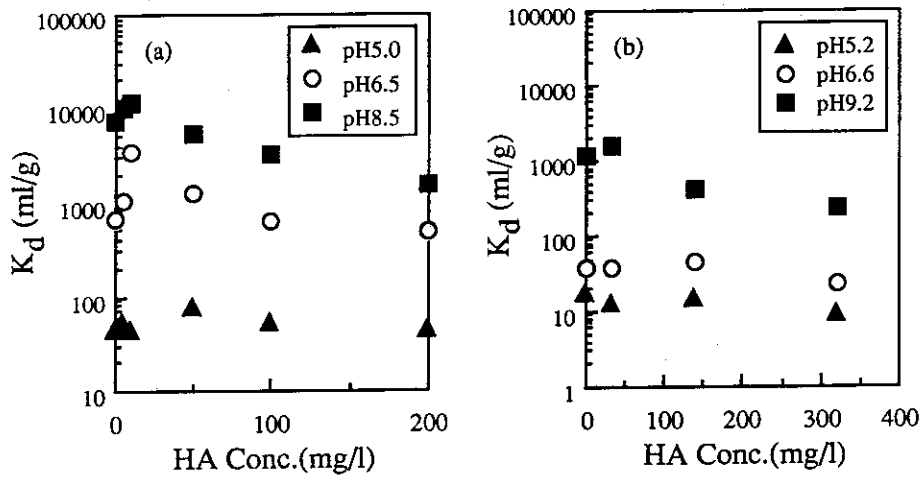 (a)
▲ pH5.0
○ pH6.5
■ pH8.5
100000
10000
1000
100
10
K_d (ml/g)
0
100
200
HA Conc.(mg/l)
(b)
▲ pH5.2
○ pH6.6
■ pH9.2
100000
10000
1000
100
10
1
K_d (ml/g)
0
100
200
300
400
HA Conc.(mg/l)